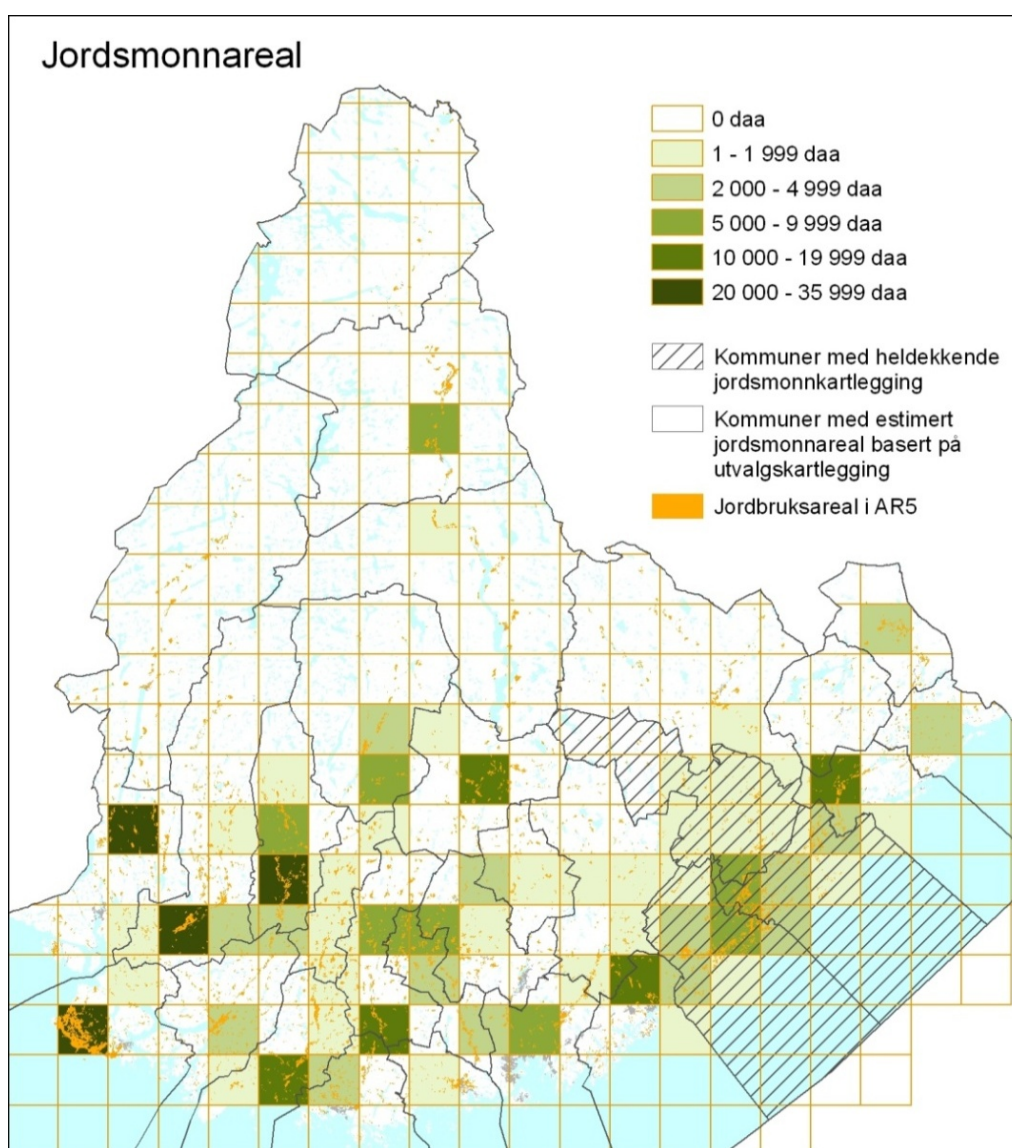 Jordsmonnareal
0 daa
1 - 1 999 daa
2 000 - 4 999 daa
5 000 - 9 999 daa
10 000 - 19 999 daa
20 000 - 35 999 daa
Kommuner med heldekkende
jordsmonnkartlegging
Kommuner med estimert
jordsmonnareal basert på
utvalgskartlegging
Jordbruksareal i AR5